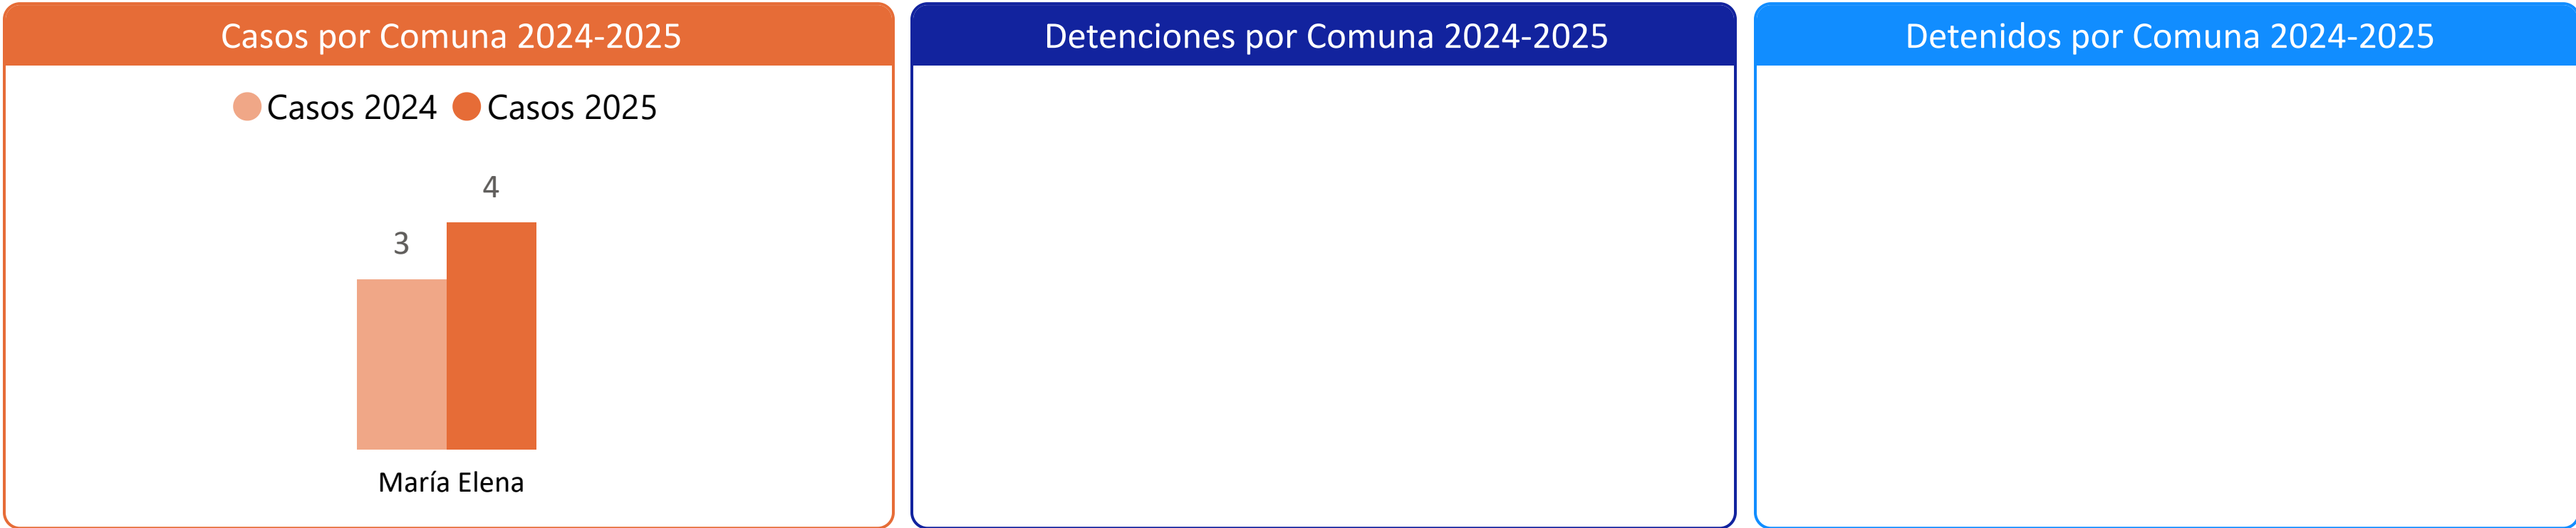 Casos por Comuna 2024-2025
Casos 2024 Casos 2025
4
3
María Elena
Detenciones por Comuna 2024-2025
Detenidos por Comuna 2024-2025